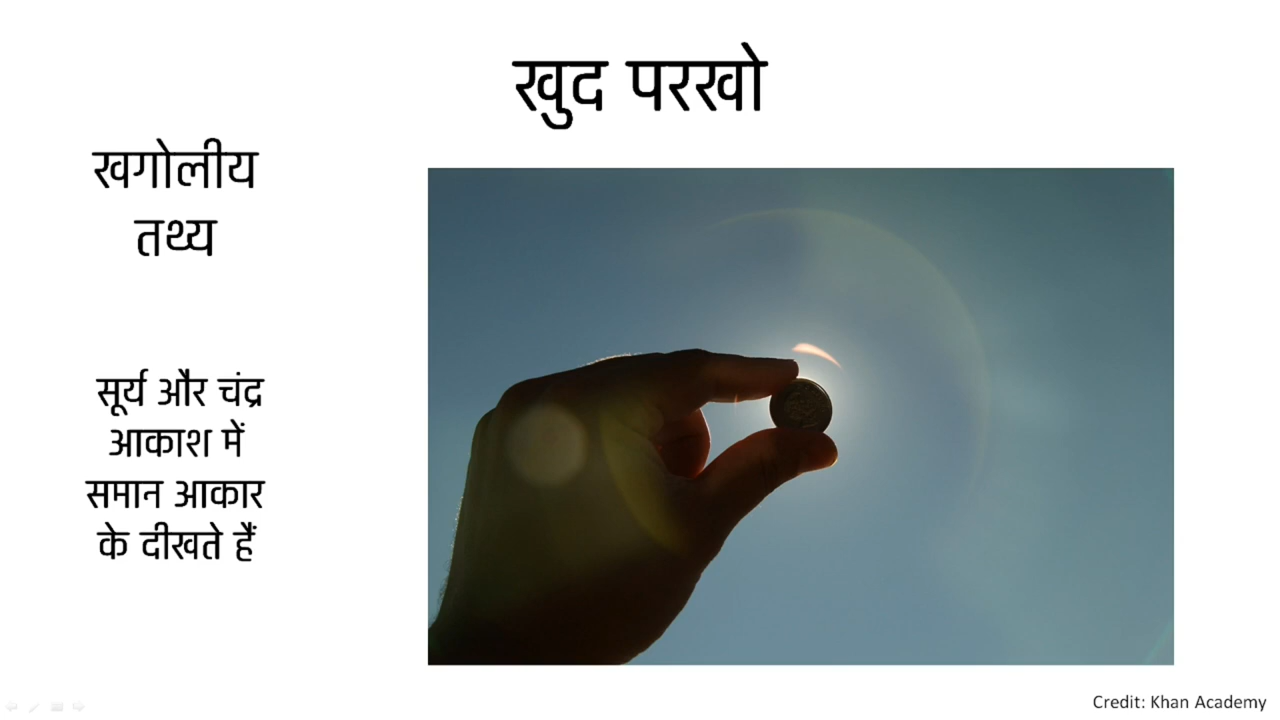 खुद परखो
खगोलीय
तथ्य
सूर्य और चंद्र
आकाश में
समान आकार
के दीखते हैं
Credit: Khan Academy